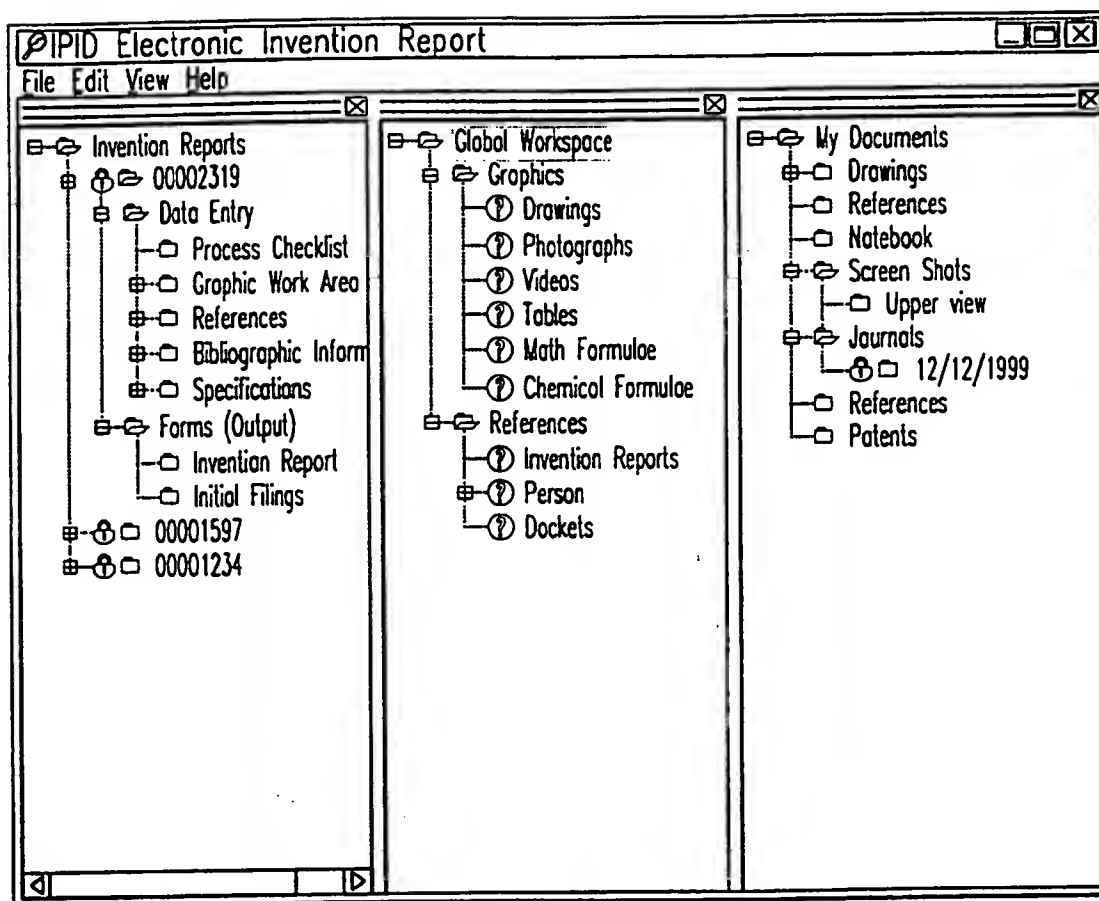 IPID Electronic Invention Report
File Edit View Help
Invention Reports
00002319
Data Entry
Process Checklist
Graphic Work Area
References
Bibliographic Inform
Specifications
Forms (Output)
Invention Report
Initial Filings
00001597
00001234
Global Workspace
Graphics
Drawings
Photographs
Videos
Tables
Math Formulae
Chemical Formulae
References
Invention Reports
Person
Dockets
My Documents
Drawings
References
Notebook
Screen Shots
Upper view
Journals
12/12/1999
References
Patents